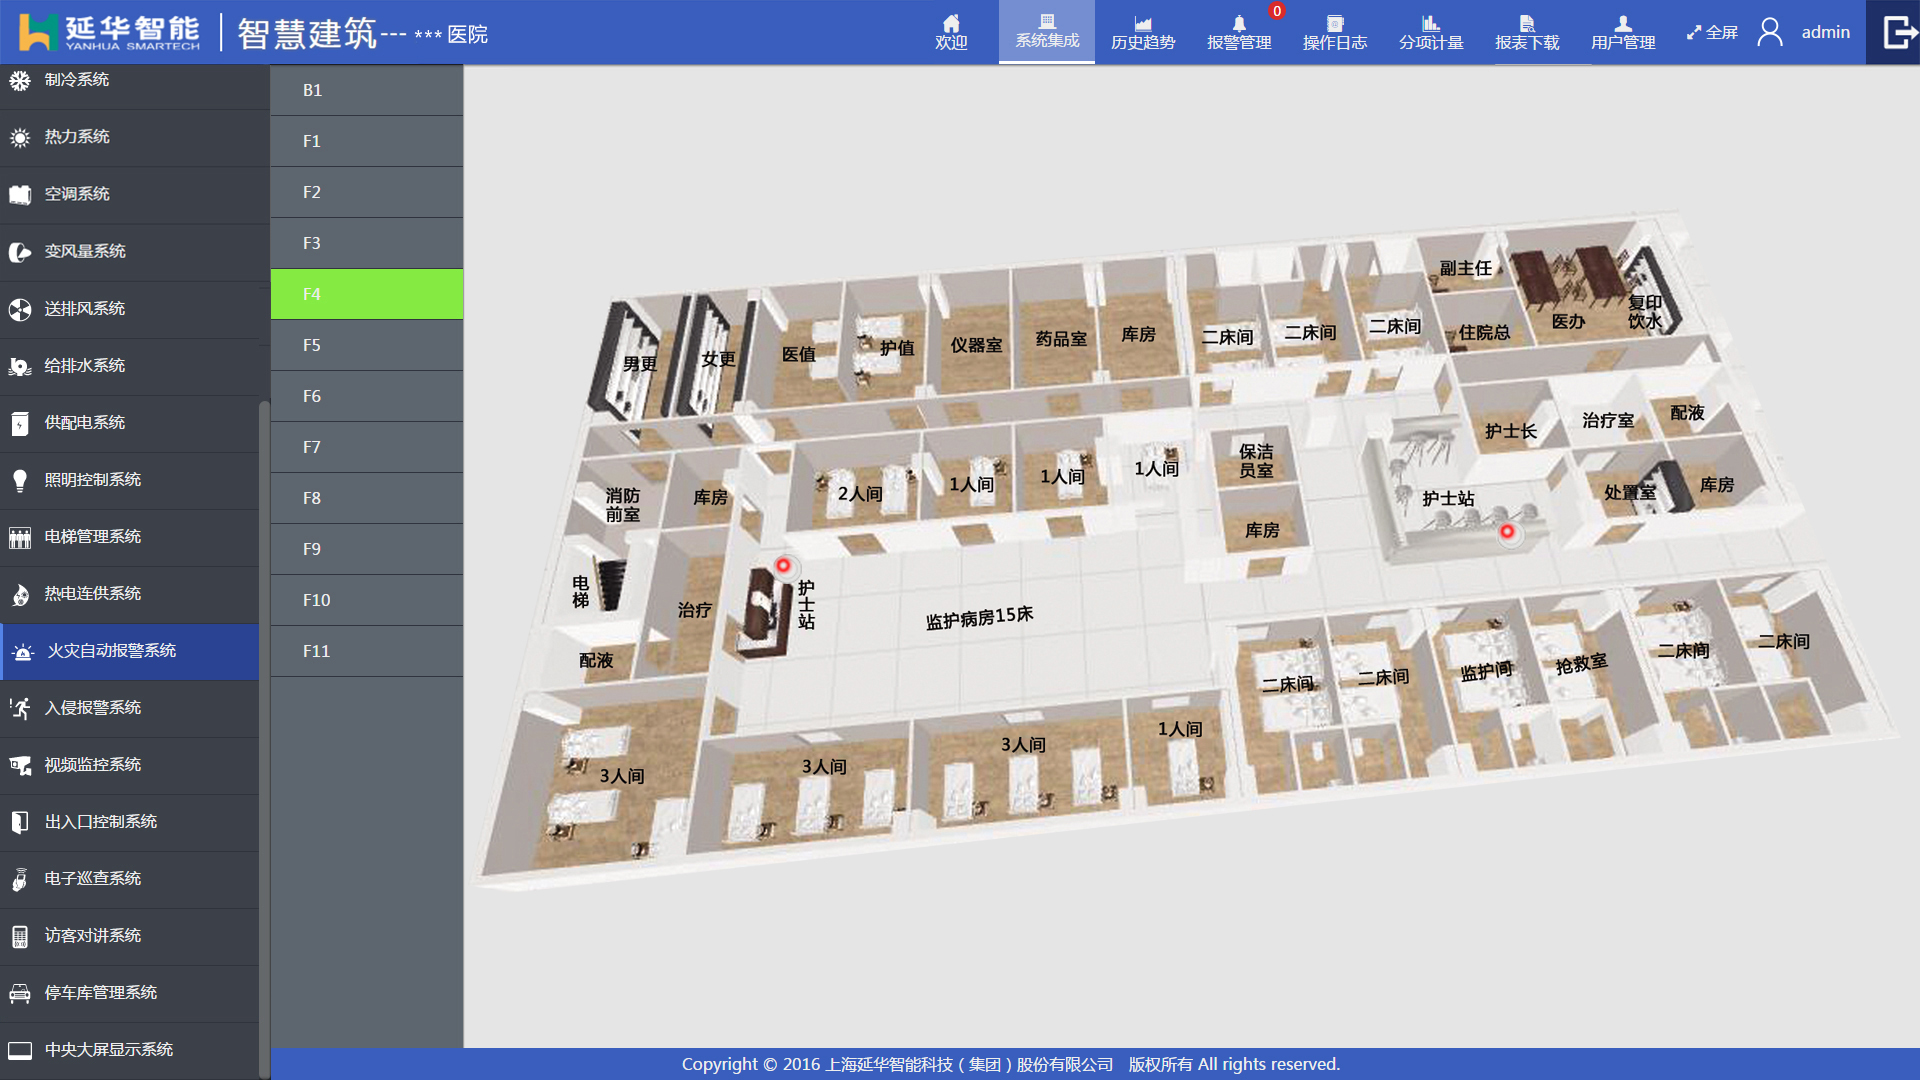 延华智能
YANHUA SMARTECH
智慧建筑--- *** 医院
欢迎
系统集成
历史趋势
0
报警管理
操作日志
分项计量
报表下载
用户管理
全屏
admin
制冷系统
热力系统
空调系统
变风量系统
送排风系统
给排水系统
供配电系统
照明控制系统
电梯管理系统
热电连供系统
火灾自动报警系统
入侵报警系统
视频监控系统
出入口控制系统
电子巡查系统
访客对讲系统
停车库管理系统
中央大屏显示系统
B1
F1
F2
F3
F4
F5
F6
F7
F8
F9
F10
F11
男更
女更
医值
护值
仪器室
药品室
库房
二床间
二床间
二床间
副主任
住院总
医办
复印
饮水
消防
前室
库房
2人间
1人间
1人间
1人间
保洁
员室
库房
护士长
治疗室
配液
护士站
处置室
库房
电梯
治疗
护士站
配液
监护病房15床
3人间
3人间
3人间
1人间
二床间
二床间
监护间
抢救室
二床间
二床间
Copyright © 2016 上海延华智能科技（集团）股份有限公司 版权所有 All rights reserved.